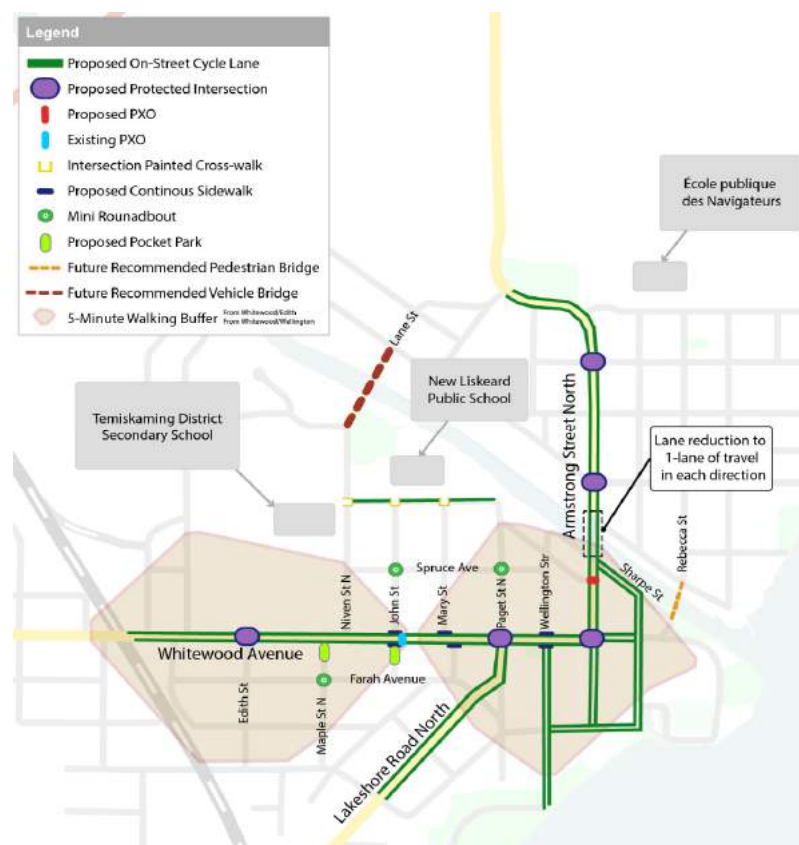 Legend
Proposed On-Street Cycle Lane
Proposed Protected Intersection
Proposed PXO
Existing PXO
Intersection Painted Cross-walk
Proposed Continous Sidewalk
Mini Rounadbout
Proposed Pocket Park
Future Recommended Pedestrian Bridge
Future Recommended Vehicle Bridge
5-Minute Walking Buffer
From Whitewood/Edith
From Whitewood/Wellington
École publique
des Navigateurs
Lane St
New Liskeard
Public School
Temiskaming District
Secondary School
Armstrong Street North
Lane reduction to
1-lane of travel
in each direction
Rebecca St
Sharpe St
Niven St N
John St
Spruce Ave
Mary St
Paget St N
Wellington Str
Whitewood Avenue
Edith St
Maple St N
Farah Avenue
Lakeshore Road North